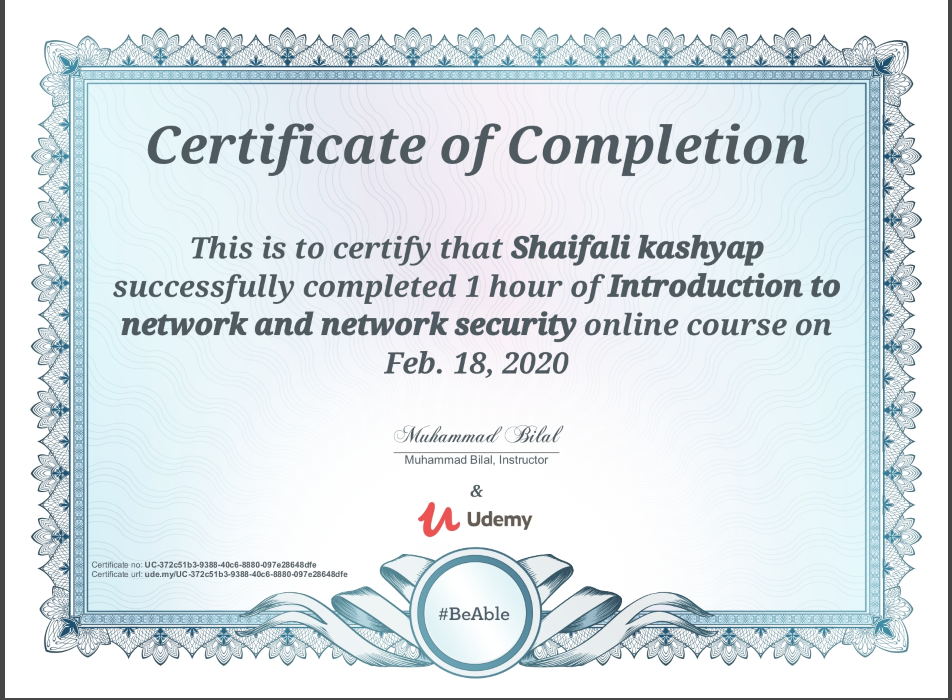 Certificate of Completion
This is to certify that Shaifali kashyap
successfully completed 1 hour of Introduction to
network and network security online course on
Feb. 18, 2020
Muhammad Bilal
Muhammad Bilal, Instructor
&
Udemy
Certificate no: UC-372c51b3-9388-40c6-8880-097e28648dfe
Certificate url: ude.my/UC-372c51b3-9388-40c6-8880-097e28648dfe
#BeAble